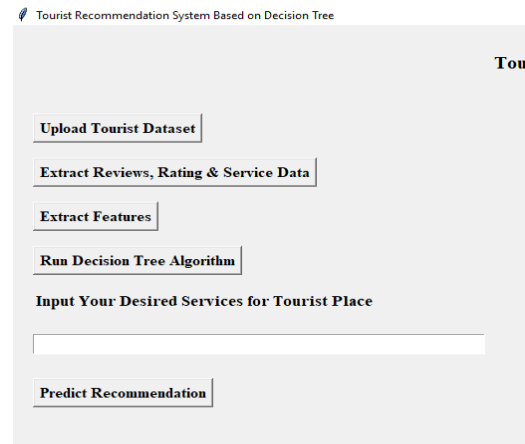 Tourist Recommendation System Based on Decision Tree
Tou
Upload Tourist Dataset
Extract Reviews, Rating & Service Data
Extract Features
Run Decision Tree Algorithm
Input Your Desired Services for Tourist Place
Predict Recommendation